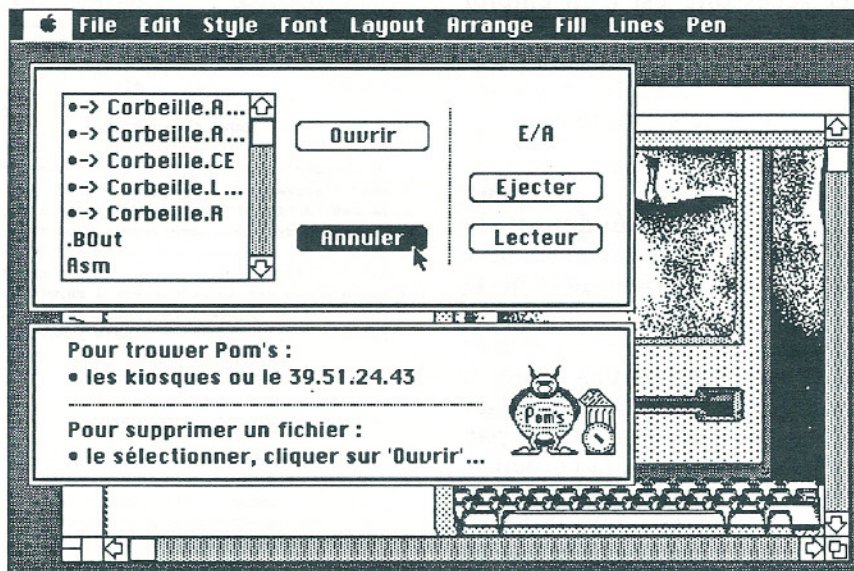 File Edit Style Font Layout Arrange Fill Lines Pen
•-> Corbeille.A...
•-> Corbeille.A...
•-> Corbeille.CE
•-> Corbeille.L...
•-> Corbeille.R
.BOut
Asm
Ouvrir
Annuler
E/A
Ejecter
Lecteur
Pour trouver Pom's :
• les kiosques ou le 39.51.24.43
Pour supprimer un fichier :
• le sélectionner, cliquer sur 'Ouvrir'...
Pom's